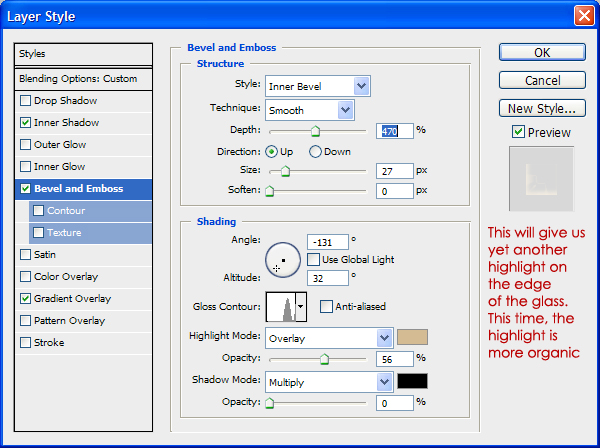 Layer Style
Styles
Blending Options: Custom
Drop Shadow
Inner Shadow
Outer Glow
Inner Glow
Bevel and Emboss
Contour
Texture
Satin
Color Overlay
Gradient Overlay
Pattern Overlay
Stroke
Bevel and Emboss
Structure
Style: Inner Bevel
Technique: Smooth
Depth: 470 %
Direction: Up Down
Size: 27 px
Soften: 0 px
Shading
Angle: -131 °
Use Global Light
Altitude: 32 °
Gloss Contour: Anti-aliased
Highlight Mode: Overlay
Opacity: 56 %
Shadow Mode: Multiply
Opacity: 0 %
OK
Cancel
New Style...
Preview
This will give us
yet another
highlight on
the edge
of the glass.
This time, the
highlight is
more organic